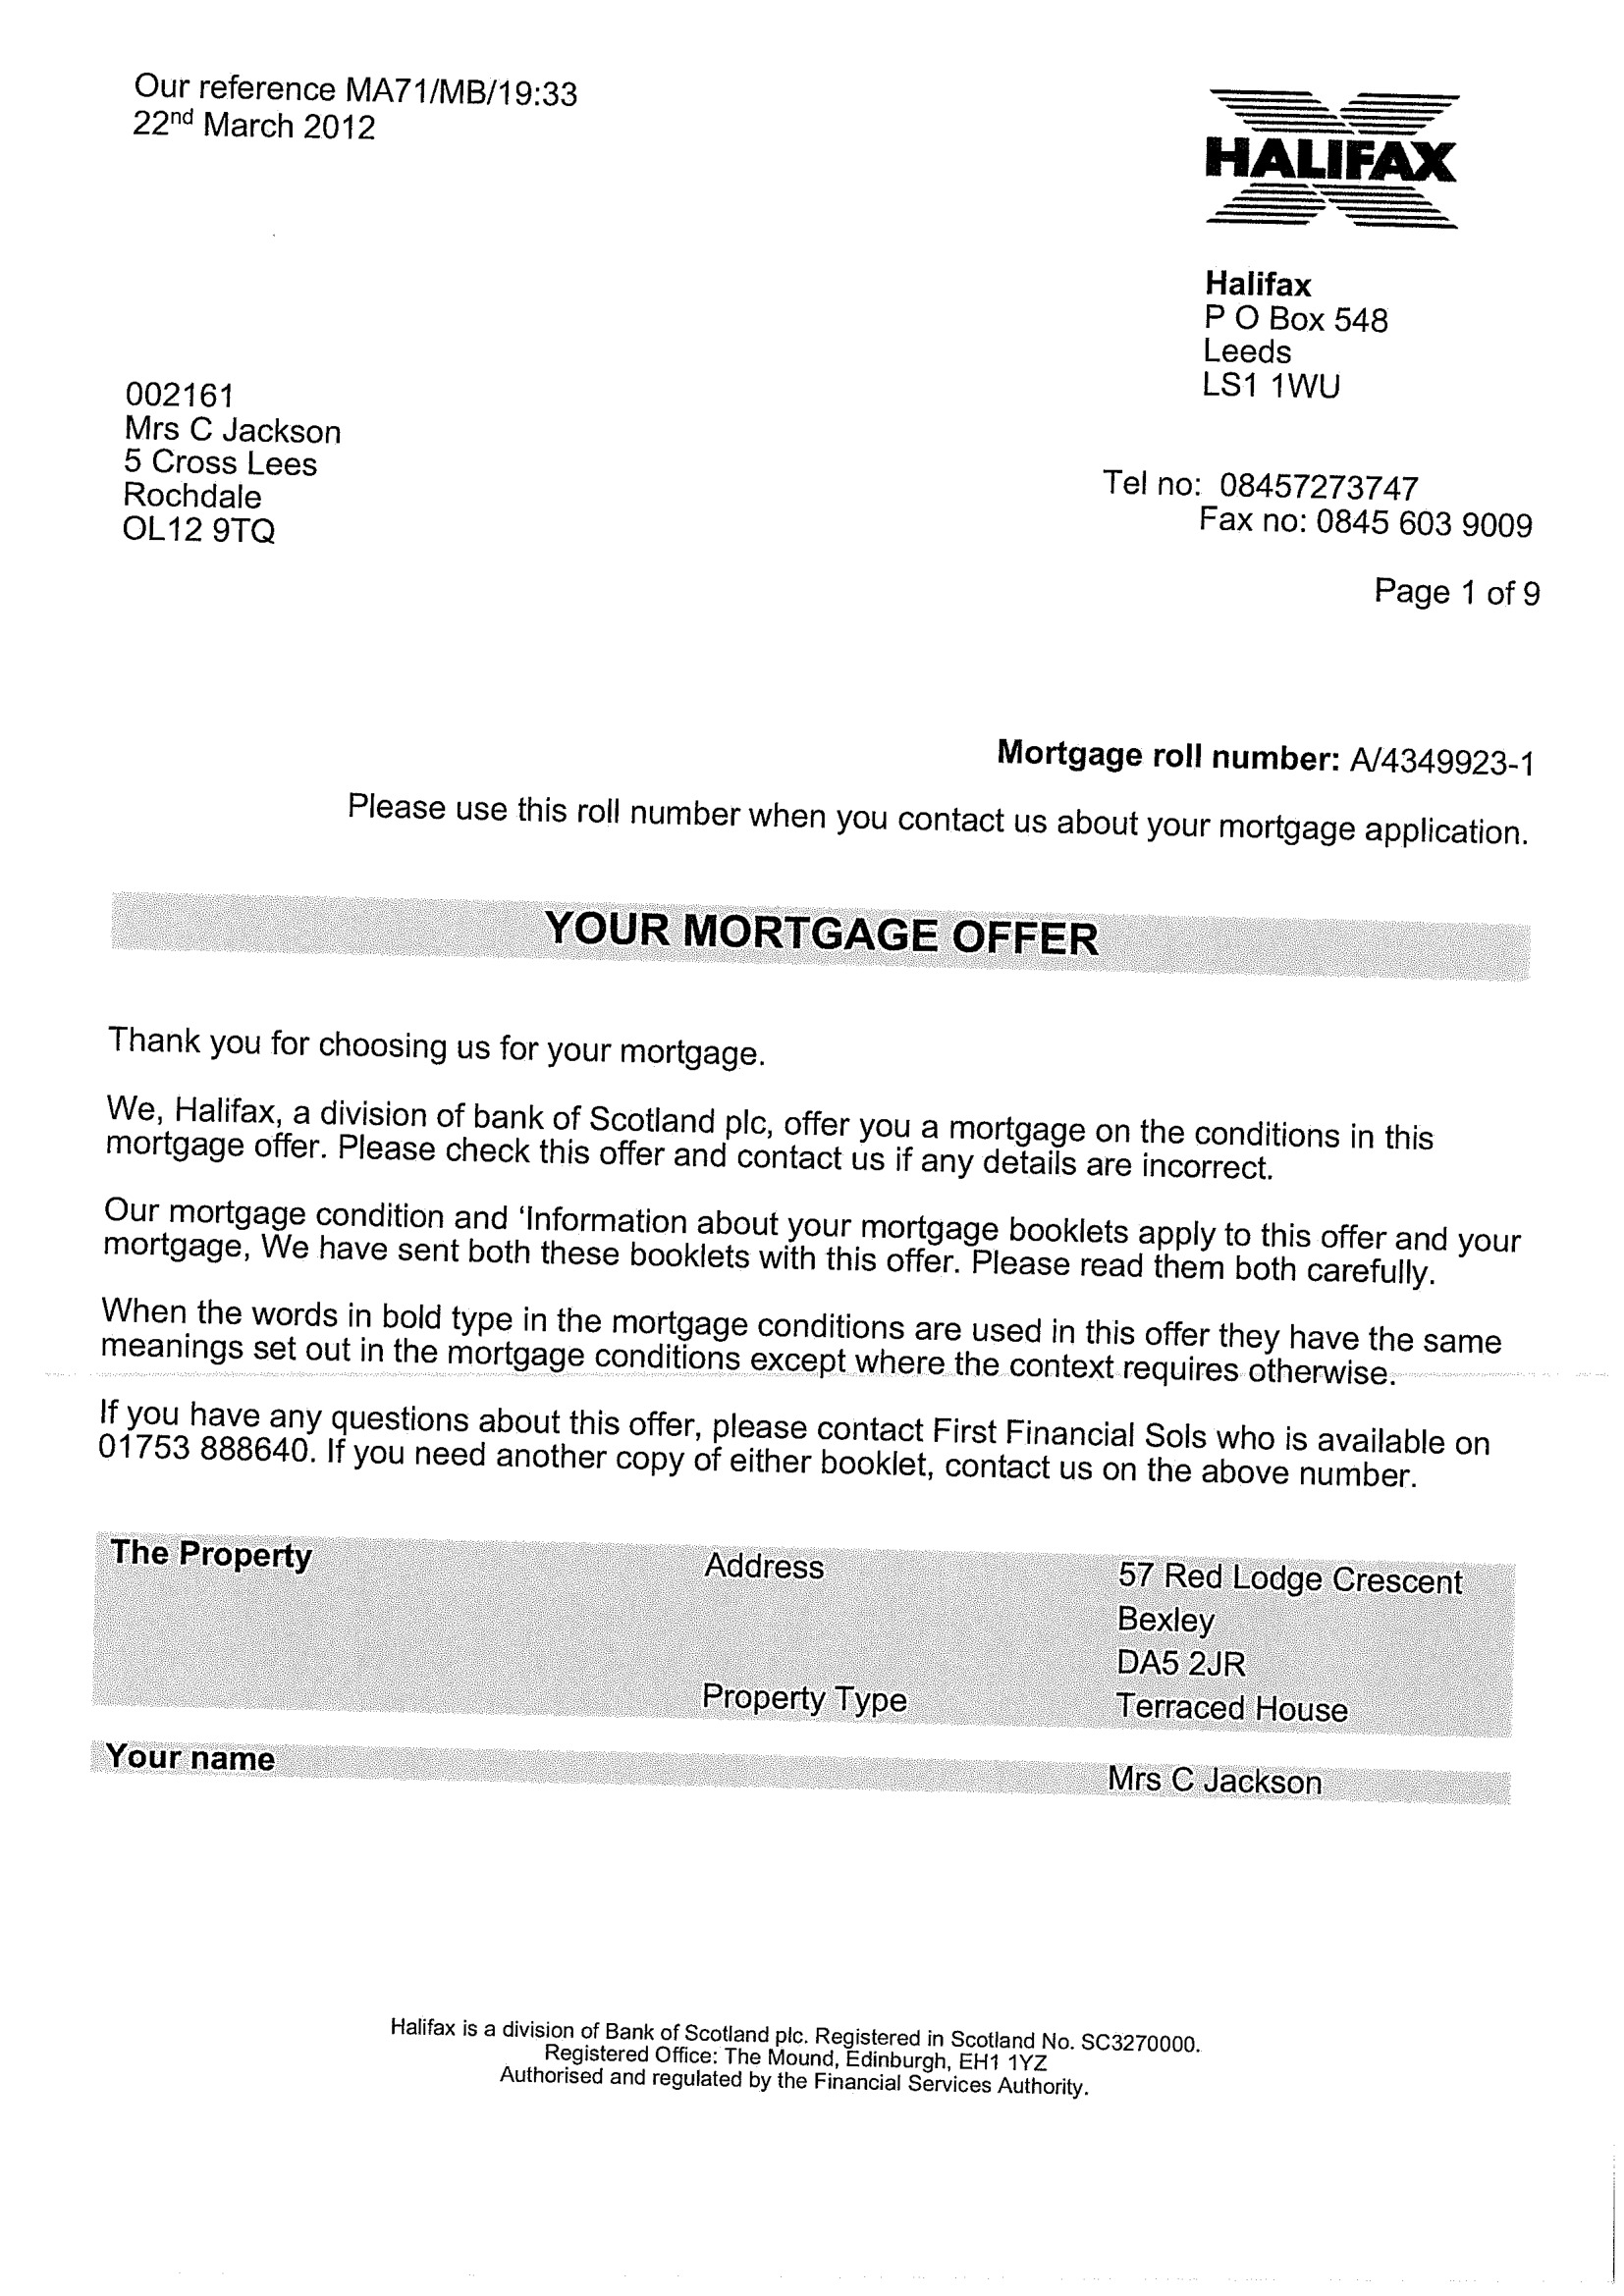 Our reference MA71/MB/19:33
22nd March 2012
HALIFAX
Halifax
P O Box 548
Leeds
LS1 1WU
002161
Mrs C Jackson
5 Cross Lees
Rochdale
OL12 9TQ
Tel no: 08457273747
Fax no: 0845 603 9009
Page 1 of 9
Mortgage roll number: A/4349923-1
Please use this roll number when you contact us about your mortgage application.
YOUR MORTGAGE OFFER
Thank you for choosing us for your mortgage.
We, Halifax, a division of bank of Scotland plc, offer you a mortgage on the conditions in this
mortgage offer. Please check this offer and contact us if any details are incorrect.
Our mortgage condition and ‘Information about your mortgage booklets apply to this offer and your
mortgage, We have sent both these booklets with this offer. Please read them both carefully.
When the words in bold type in the mortgage conditions are used in this offer they have the same
meanings set out in the mortgage conditions except where the context requires otherwise.
If you have any questions about this offer, please contact First Financial Sols who is available on
01753 888640. If you need another copy of either booklet, contact us on the above number.
The Property Address 57 Red Lodge Crescent
Bexley
DA5 2JR
Property Type Terraced House
Your name Mrs C Jackson
Halifax is a division of Bank of Scotland plc. Registered in Scotland No. SC3270000.
Registered Office: The Mound, Edinburgh, EH1 1YZ
Authorised and regulated by the Financial Services Authority.